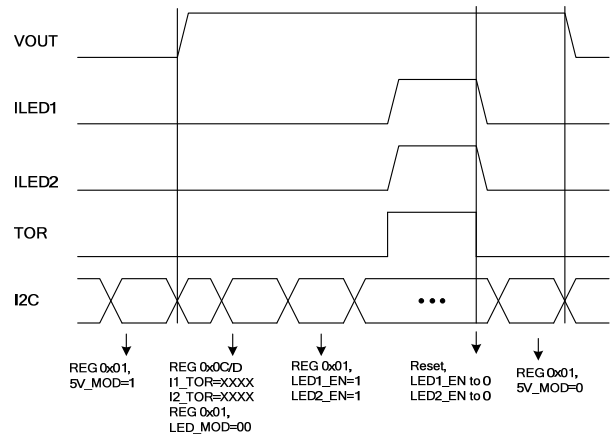 VOUT
ILED1
ILED2
TOR
I2C
•••
REG 0x01,
5V_MOD=1
REG 0x0C/D
I1_TOR=XXXX
I2_TOR=XXXX
REG 0x01,
LED_MOD=00
REG 0x01,
LED1_EN=1
LED2_EN=1
Reset,
LED1_EN to 0
LED2_EN to 0
REG 0x01,
5V_MOD=0